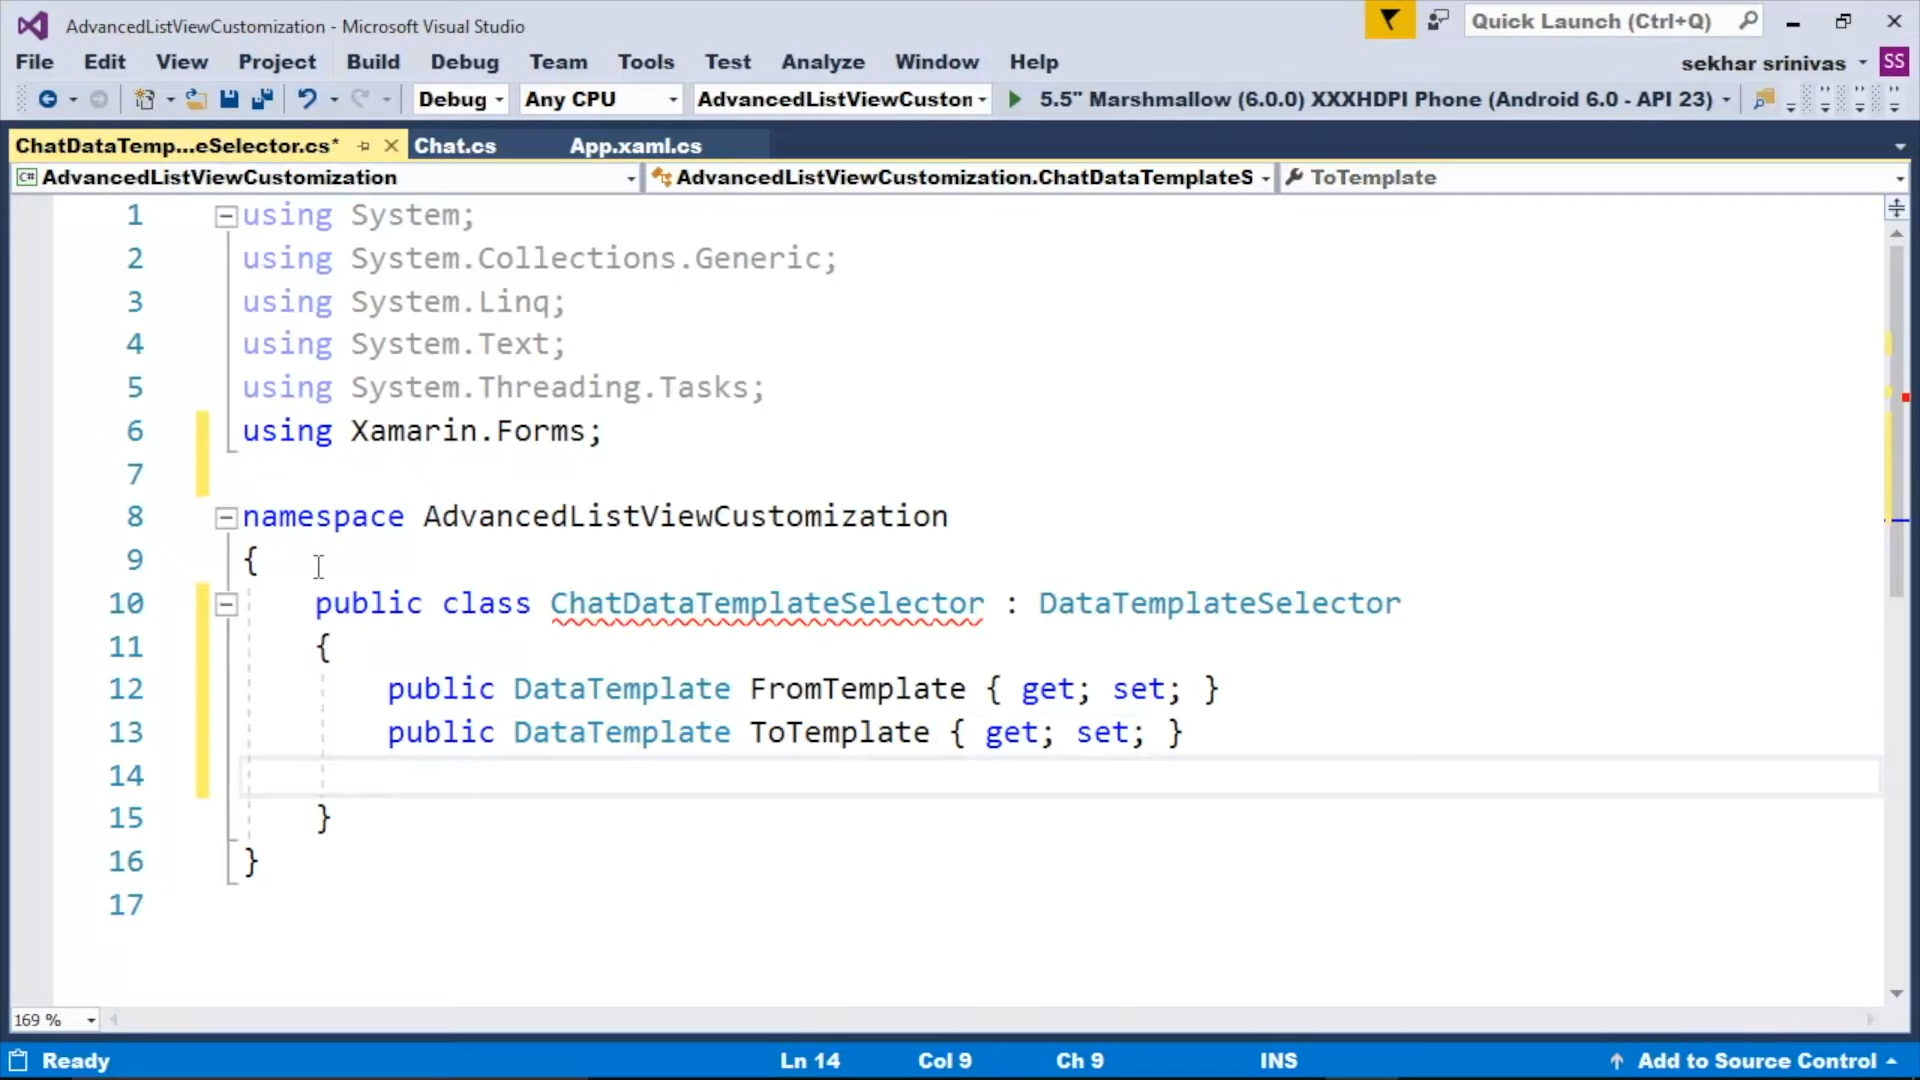 AdvancedListViewCustomization - Microsoft Visual Studio
Quick Launch (Ctrl+Q)
File Edit View Project Build Debug Team Tools Test Analyze Window Help
sekhar srinivas SS
Debug Any CPU AdvancedListViewCustom 5.5" Marshmallow (6.0.0) XXXHDPI Phone (Android 6.0 - API 23)
ChatDataTemp...eSelector.cs* Chat.cs App.xaml.cs
C# AdvancedListViewCustomization AdvancedListViewCustomization.ChatDataTemplateS ToTemplate
1 using System;
2 using System.Collections.Generic;
3 using System.Linq;
4 using System.Text;
5 using System.Threading.Tasks;
6 using Xamarin.Forms;
7
8 namespace AdvancedListViewCustomization
9 {
10 public class ChatDataTemplateSelector : DataTemplateSelector
11 {
12 public DataTemplate FromTemplate { get; set; }
13 public DataTemplate ToTemplate { get; set; }
14
15 }
16 }
17
169 %
Ready Ln 14 Col 9 Ch 9 INS Add to Source Control